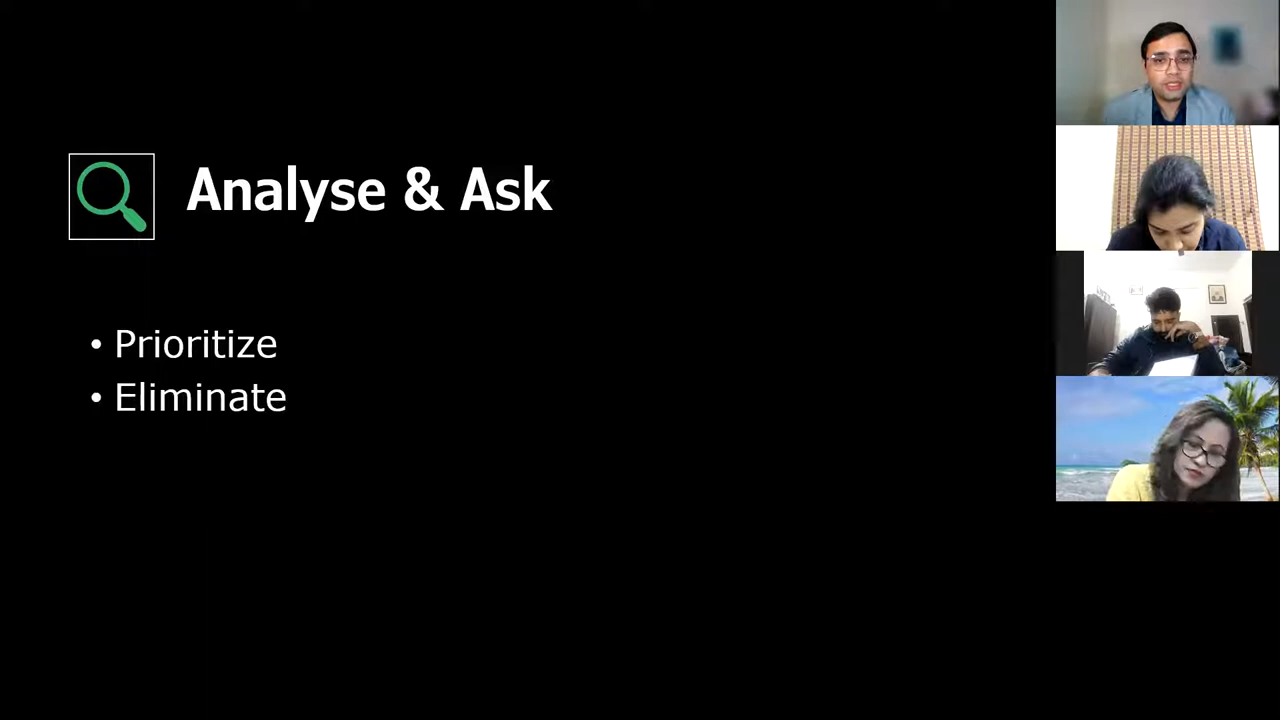 Analyse & Ask
• Prioritize
• Eliminate